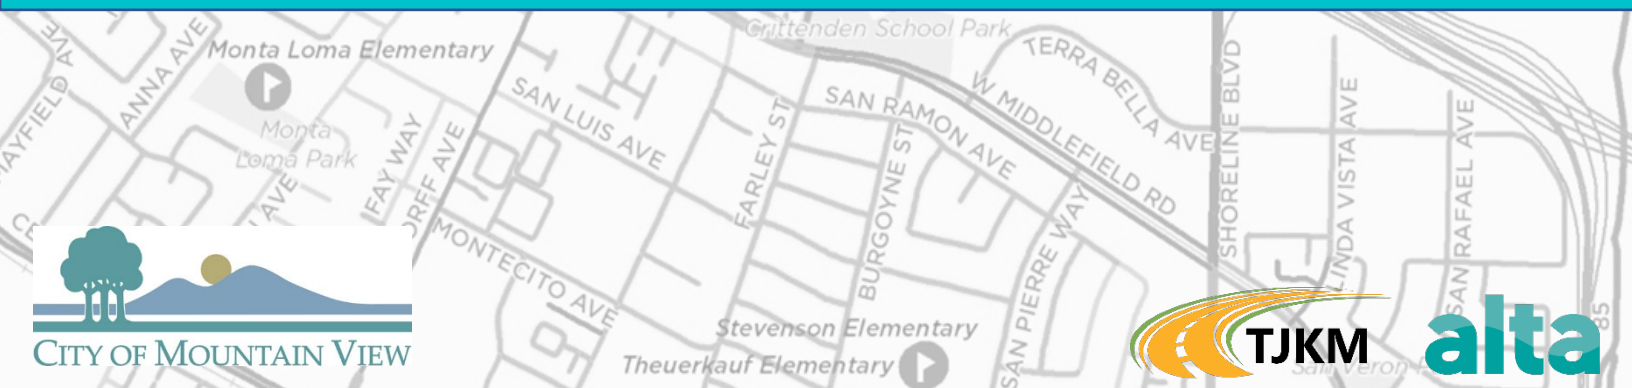 Crittenden School Park
Monta Loma Elementary
TERRA BELLA AVE
ANNA AVE
SAN LUIS AVE
FARLEY ST
SAN RAMON AVE
W MIDDLEFIELD RD
SHORELINE BLVD
LINDA VISTA AVE
SAN RAFAEL AVE
Monta
Loma Park
FAY WAY
BURGOYNE ST
SAN PIERRE WAY
AVE
MONTECITO AVE
Stevenson Elementary
Theuerkauf Elementary
85
CITY OF MOUNTAIN VIEW
TJKM
alta